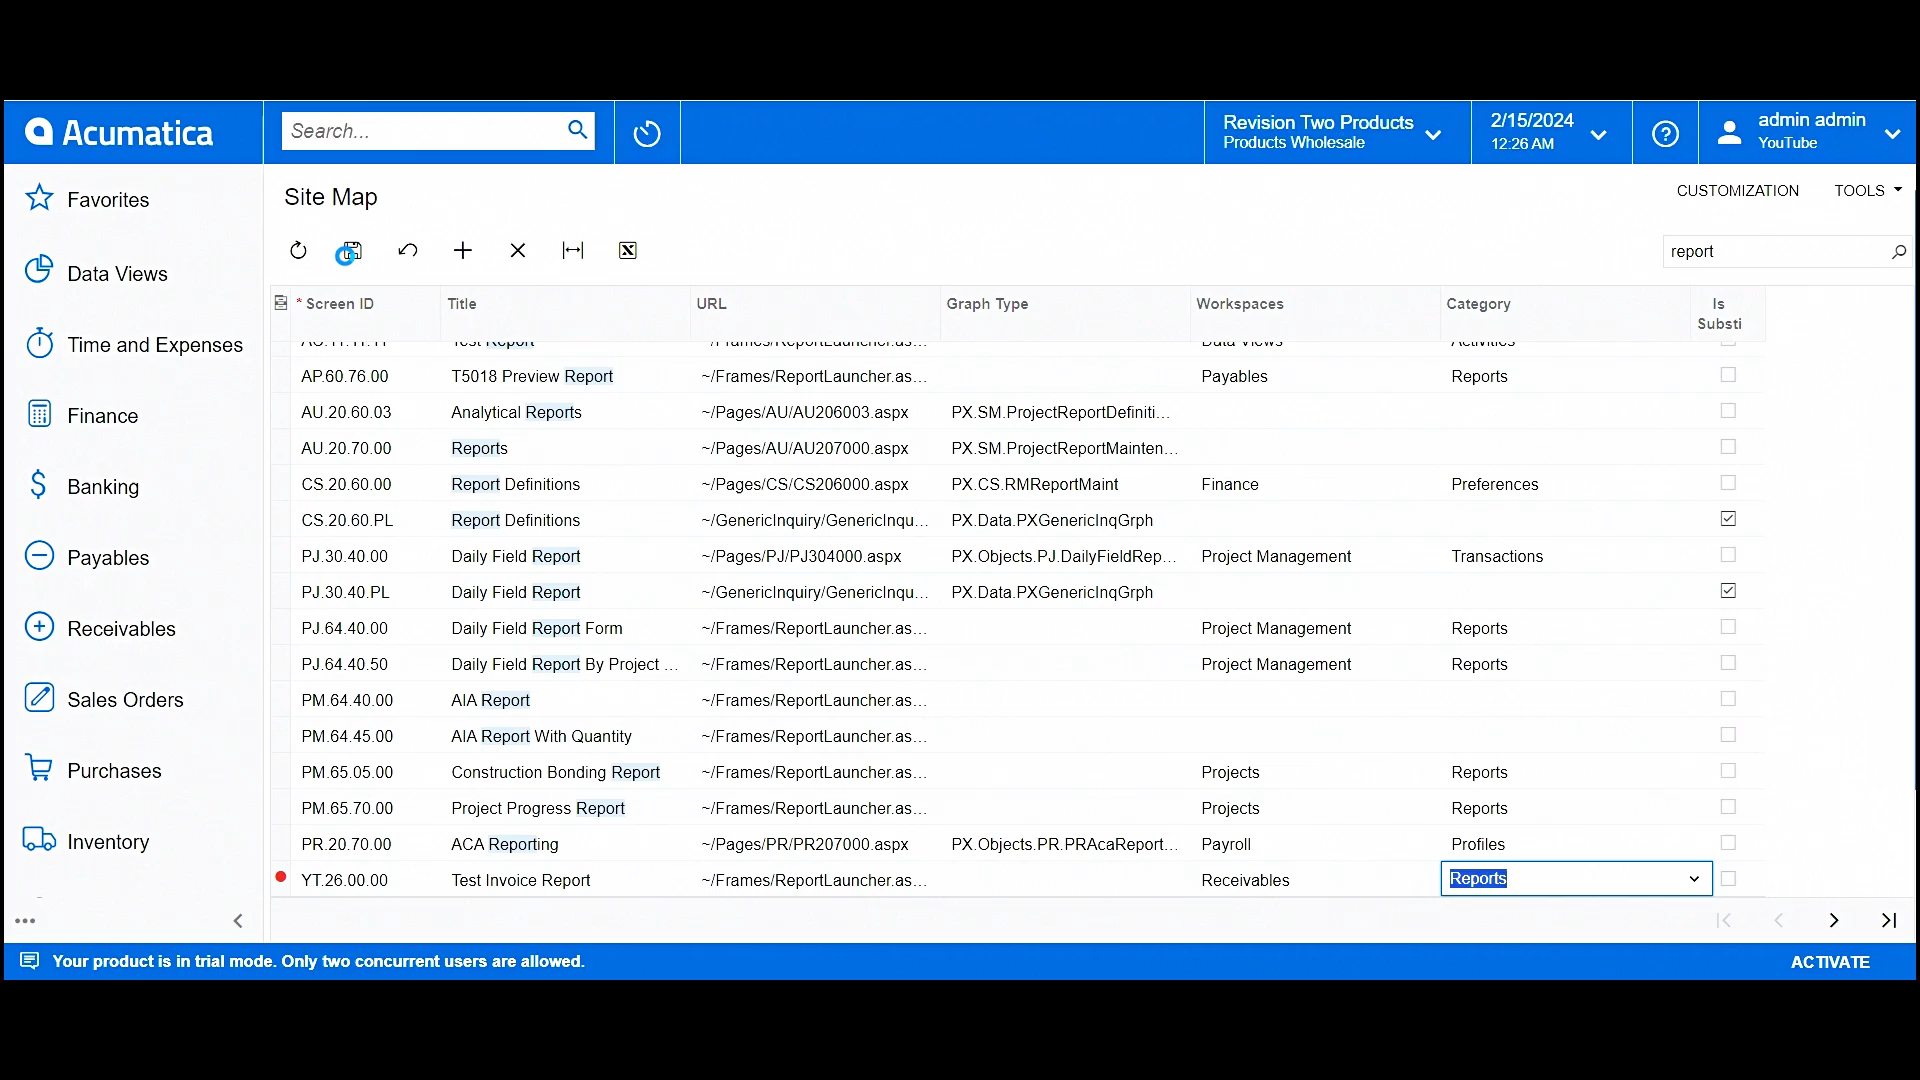 Acumatica
Search...
Revision Two Products
Products Wholesale
2/15/2024
12:26 AM
admin admin
YouTube
Favorites
Data Views
Time and Expenses
Finance
Banking
Payables
Receivables
Sales Orders
Purchases
Inventory
Site Map
CUSTOMIZATION TOOLS
report
* Screen ID Title URL Graph Type Workspaces Category Is Substi
Test Report ~/Frames/ReportLauncher.as... Data Views Activities
AP.60.76.00 T5018 Preview Report ~/Frames/ReportLauncher.as... Payables Reports
AU.20.60.03 Analytical Reports ~/Pages/AU/AU206003.aspx PX.SM.ProjectReportDefiniti...
AU.20.70.00 Reports ~/Pages/AU/AU207000.aspx PX.SM.ProjectReportMainten...
CS.20.60.00 Report Definitions ~/Pages/CS/CS206000.aspx PX.CS.RMReportMaint Finance Preferences
CS.20.60.PL Report Definitions ~/GenericInquiry/GenericInqu... PX.Data.PXGenericInqGrph
PJ.30.40.00 Daily Field Report ~/Pages/PJ/PJ304000.aspx PX.Objects.PJ.DailyFieldRep... Project Management Transactions
PJ.30.40.PL Daily Field Report ~/GenericInquiry/GenericInqu... PX.Data.PXGenericInqGrph
PJ.64.40.00 Daily Field Report Form ~/Frames/ReportLauncher.as... Project Management Reports
PJ.64.40.50 Daily Field Report By Project ... ~/Frames/ReportLauncher.as... Project Management Reports
PM.64.40.00 AIA Report ~/Frames/ReportLauncher.as...
PM.64.45.00 AIA Report With Quantity ~/Frames/ReportLauncher.as...
PM.65.05.00 Construction Bonding Report ~/Frames/ReportLauncher.as... Projects Reports
PM.65.70.00 Project Progress Report ~/Frames/ReportLauncher.as... Projects Reports
PR.20.70.00 ACA Reporting ~/Pages/PR/PR207000.aspx PX.Objects.PR.PRAcaReport... Payroll Profiles
YT.26.00.00 Test Invoice Report ~/Frames/ReportLauncher.as... Receivables Reports
Your product is in trial mode. Only two concurrent users are allowed.
ACTIVATE